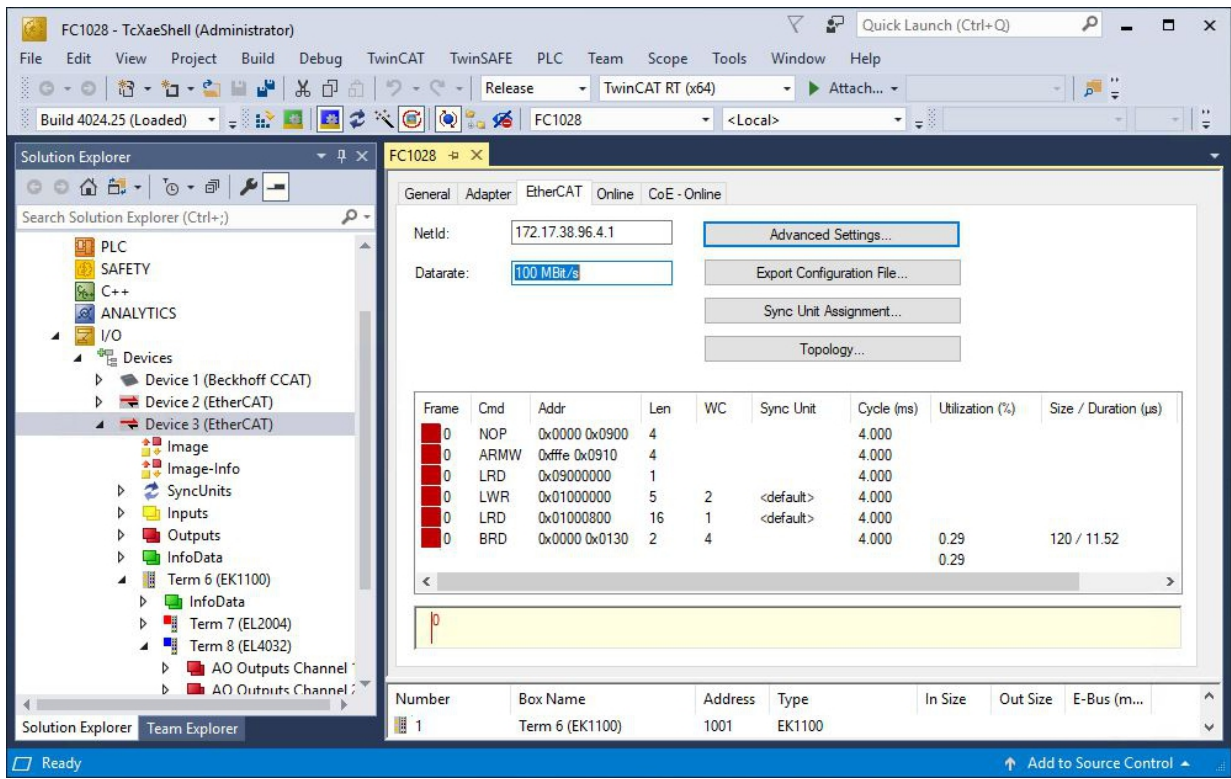 FC1028 - TcXaeShell (Administrator)
Quick Launch (Ctrl+Q)
File Edit View Project Build Debug TwinCAT TwinSAFE PLC Team Scope Tools Window Help
Release TwinCAT RT (x64) Attach...
Build 4024.25 (Loaded) FC1028 <Local>
Solution Explorer
Search Solution Explorer (Ctrl+;)
PLC
SAFETY
C++
ANALYTICS
I/O
Devices
Device 1 (Beckhoff CCAT)
Device 2 (EtherCAT)
Device 3 (EtherCAT)
Image
Image-Info
SyncUnits
Inputs
Outputs
InfoData
Term 6 (EK1100)
InfoData
Term 7 (EL2004)
Term 8 (EL4032)
AO Outputs Channel 1
AO Outputs Channel 2
Solution Explorer Team Explorer
FC1028
General Adapter EtherCAT Online CoE - Online
NetId: 172.17.38.96.4.1 Advanced Settings...
Datarate: 100 MBit/s Export Configuration File...
Sync Unit Assignment...
Topology...
Frame Cmd Addr Len WC Sync Unit Cycle (ms) Utilization (%) Size / Duration (µs)
0 NOP 0x0000 0x0900 4 4.000
0 ARMW 0xfffe 0x0910 4 4.000
0 LRD 0x09000000 1 4.000
0 LWR 0x01000000 5 2 <default> 4.000
0 LRD 0x01000800 16 1 <default> 4.000
0 BRD 0x0000 0x0130 2 4 4.000 0.29 120 / 11.52
0.29
0
Number Box Name Address Type In Size Out Size E-Bus (m...
1 Term 6 (EK1100) 1001 EK1100
Ready Add to Source Control